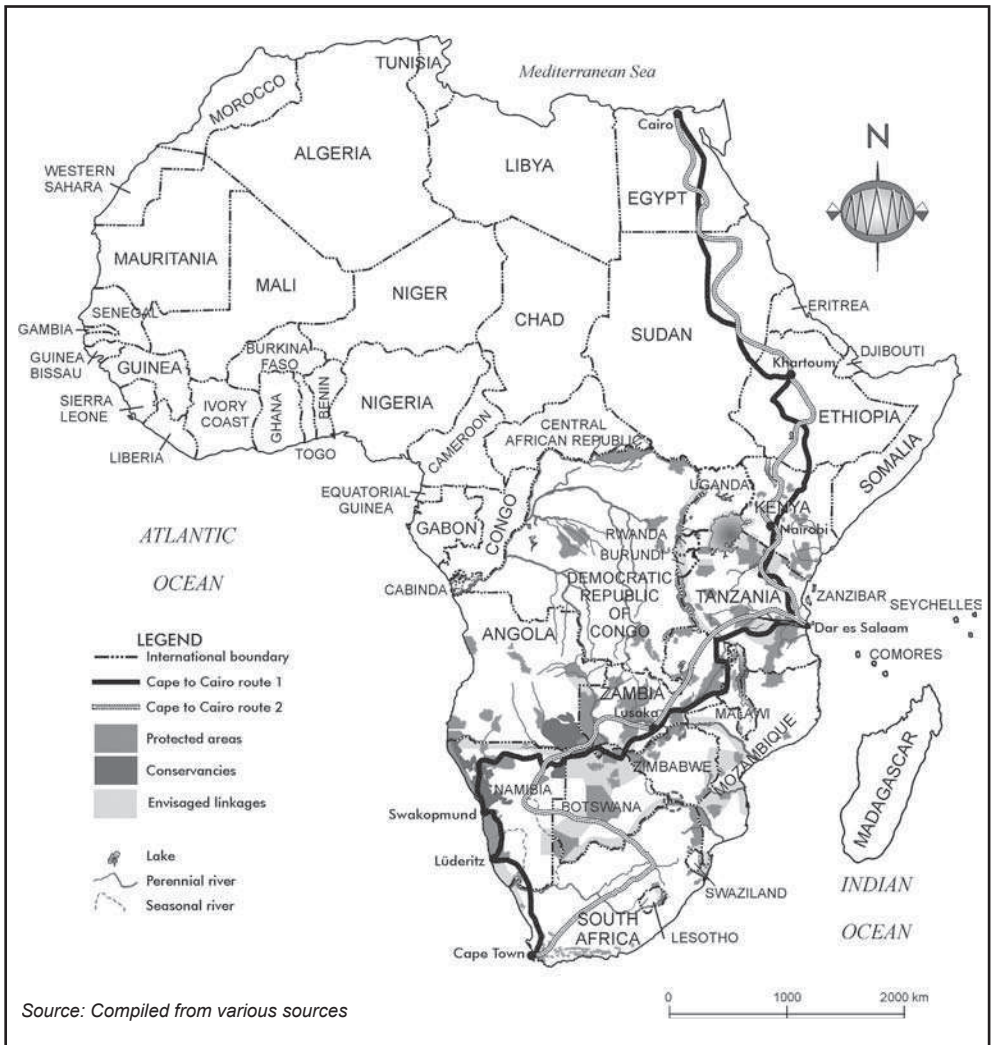 Mediterranean Sea
TUNISIA
MOROCCO
Cairo
N
ALGERIA
LIBYA
WESTERN
SAHARA
EGYPT
MAURITANIA
MALI
NIGER
ERITREA
SENEGAL
CHAD
SUDAN
GAMBIA
DJIBOUTI
GUINEA
BISSAU
GUINEA
BURKINA
FASO
Khartoum
SIERRA
LEONE
IVORY
COAST
GHANA
BENIN
NIGERIA
ETHIOPIA
LIBERIA
TOGO
CAMEROON
CENTRAL
AFRICAN REPUBLIC
SOMALIA
EQUATORIAL
GUINEA
UGANDA
KENYA
GABON
CONGO
Nairobi
ATLANTIC
OCEAN
RWANDA
BURUNDI
CABINDA
DEMOCRATIC
REPUBLIC
OF
CONGO
TANZANIA
ZANZIBAR
SEYCHELLES
ANGOLA
Dar es Salaam
COMORES
LEGEND
International boundary
Cape to Cairo route 1
Cape to Cairo route 2
Protected areas
Conservancies
Envisaged linkages
Lake
Perennial river
Seasonal river
ZAMBIA
Lusaka
MALAWI
MOZAMBIQUE
ZIMBABWE
MADAGASCAR
NAMIBIA
BOTSWANA
Swakopmund
Lüderitz
SWAZILAND
INDIAN
OCEAN
SOUTH
AFRICA
LESOTHO
Cape Town
Source: Compiled from various sources
0 1000 2000 km